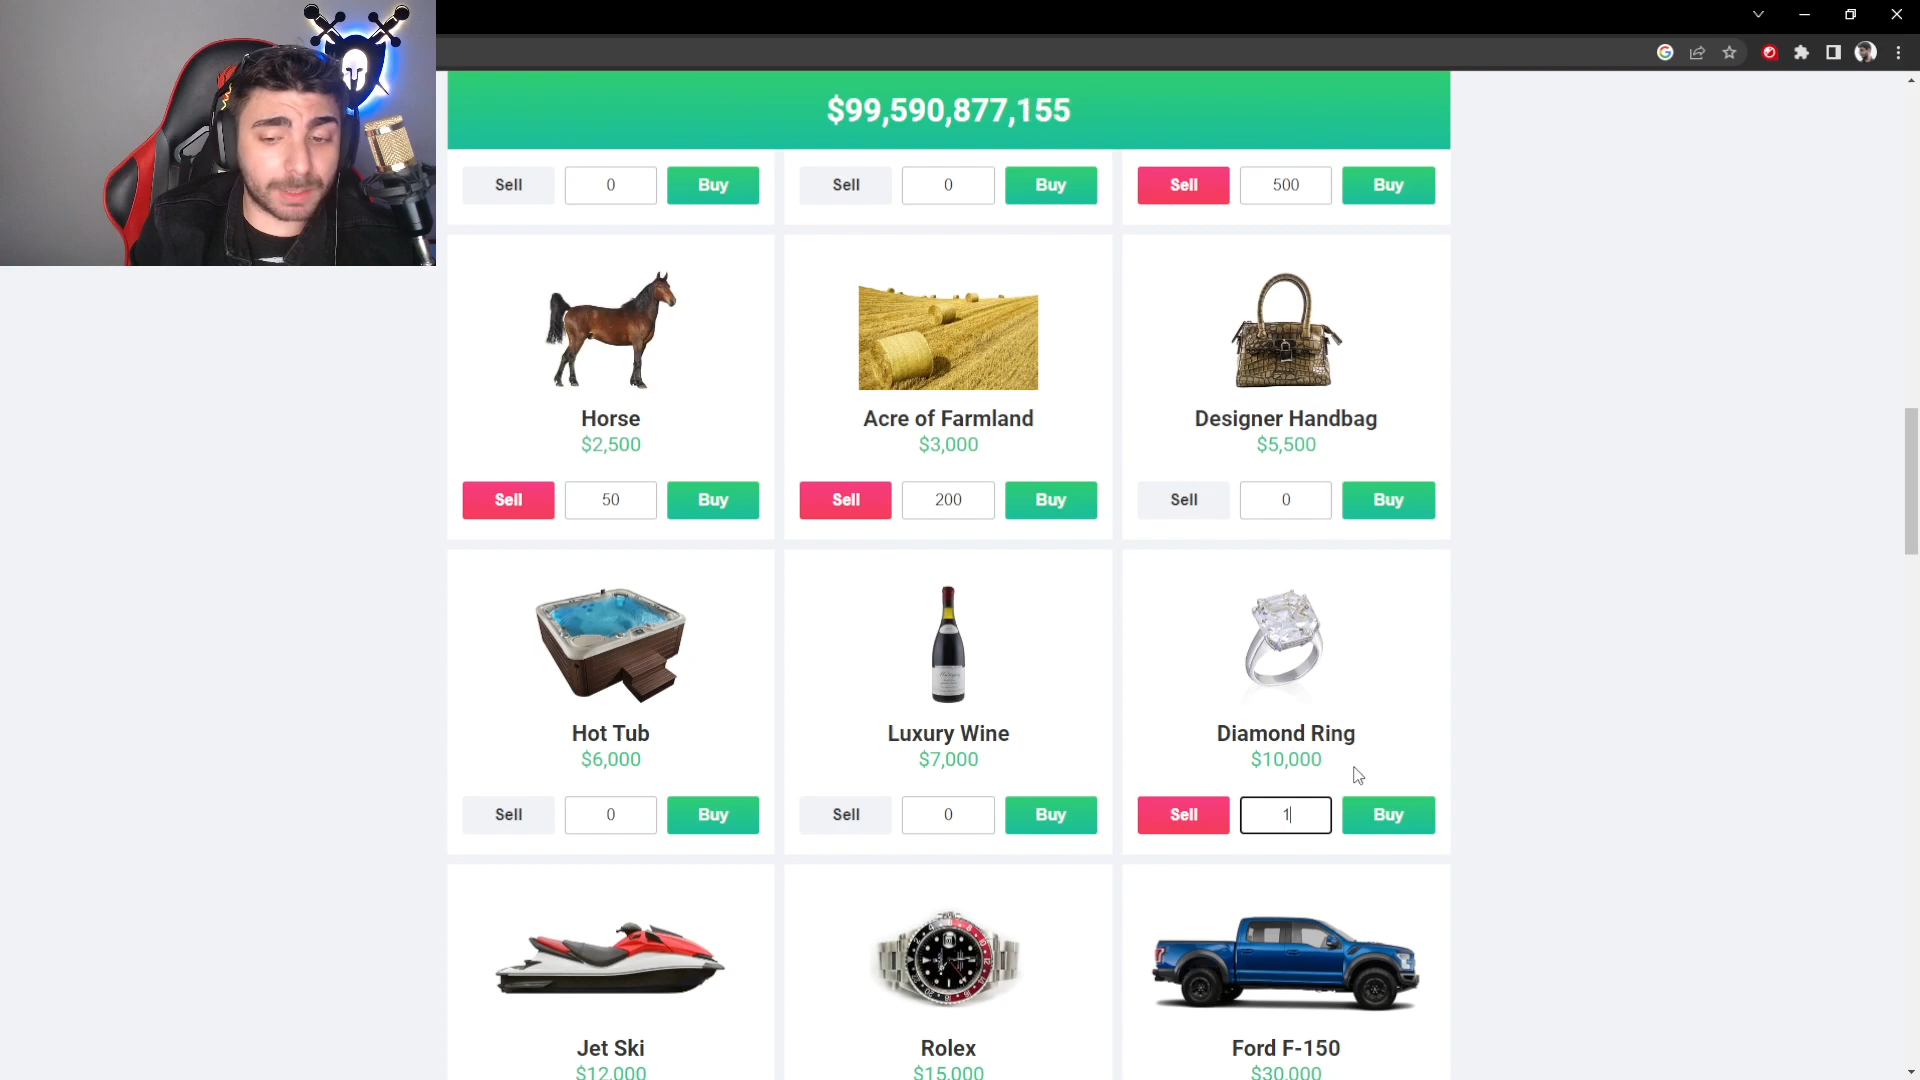 $99,590,877,155
Sell 0 Buy Sell 0 Buy Sell 500 Buy
Horse
$2,500
Sell 50 Buy
Acre of Farmland
$3,000
Sell 200 Buy
Designer Handbag
$5,500
Sell 0 Buy
Hot Tub
$6,000
Sell 0 Buy
Luxury Wine
$7,000
Sell 0 Buy
Diamond Ring
$10,000
Sell 1 Buy
Jet Ski
$12,000
Rolex
$15,000
Ford F-150
$30,000